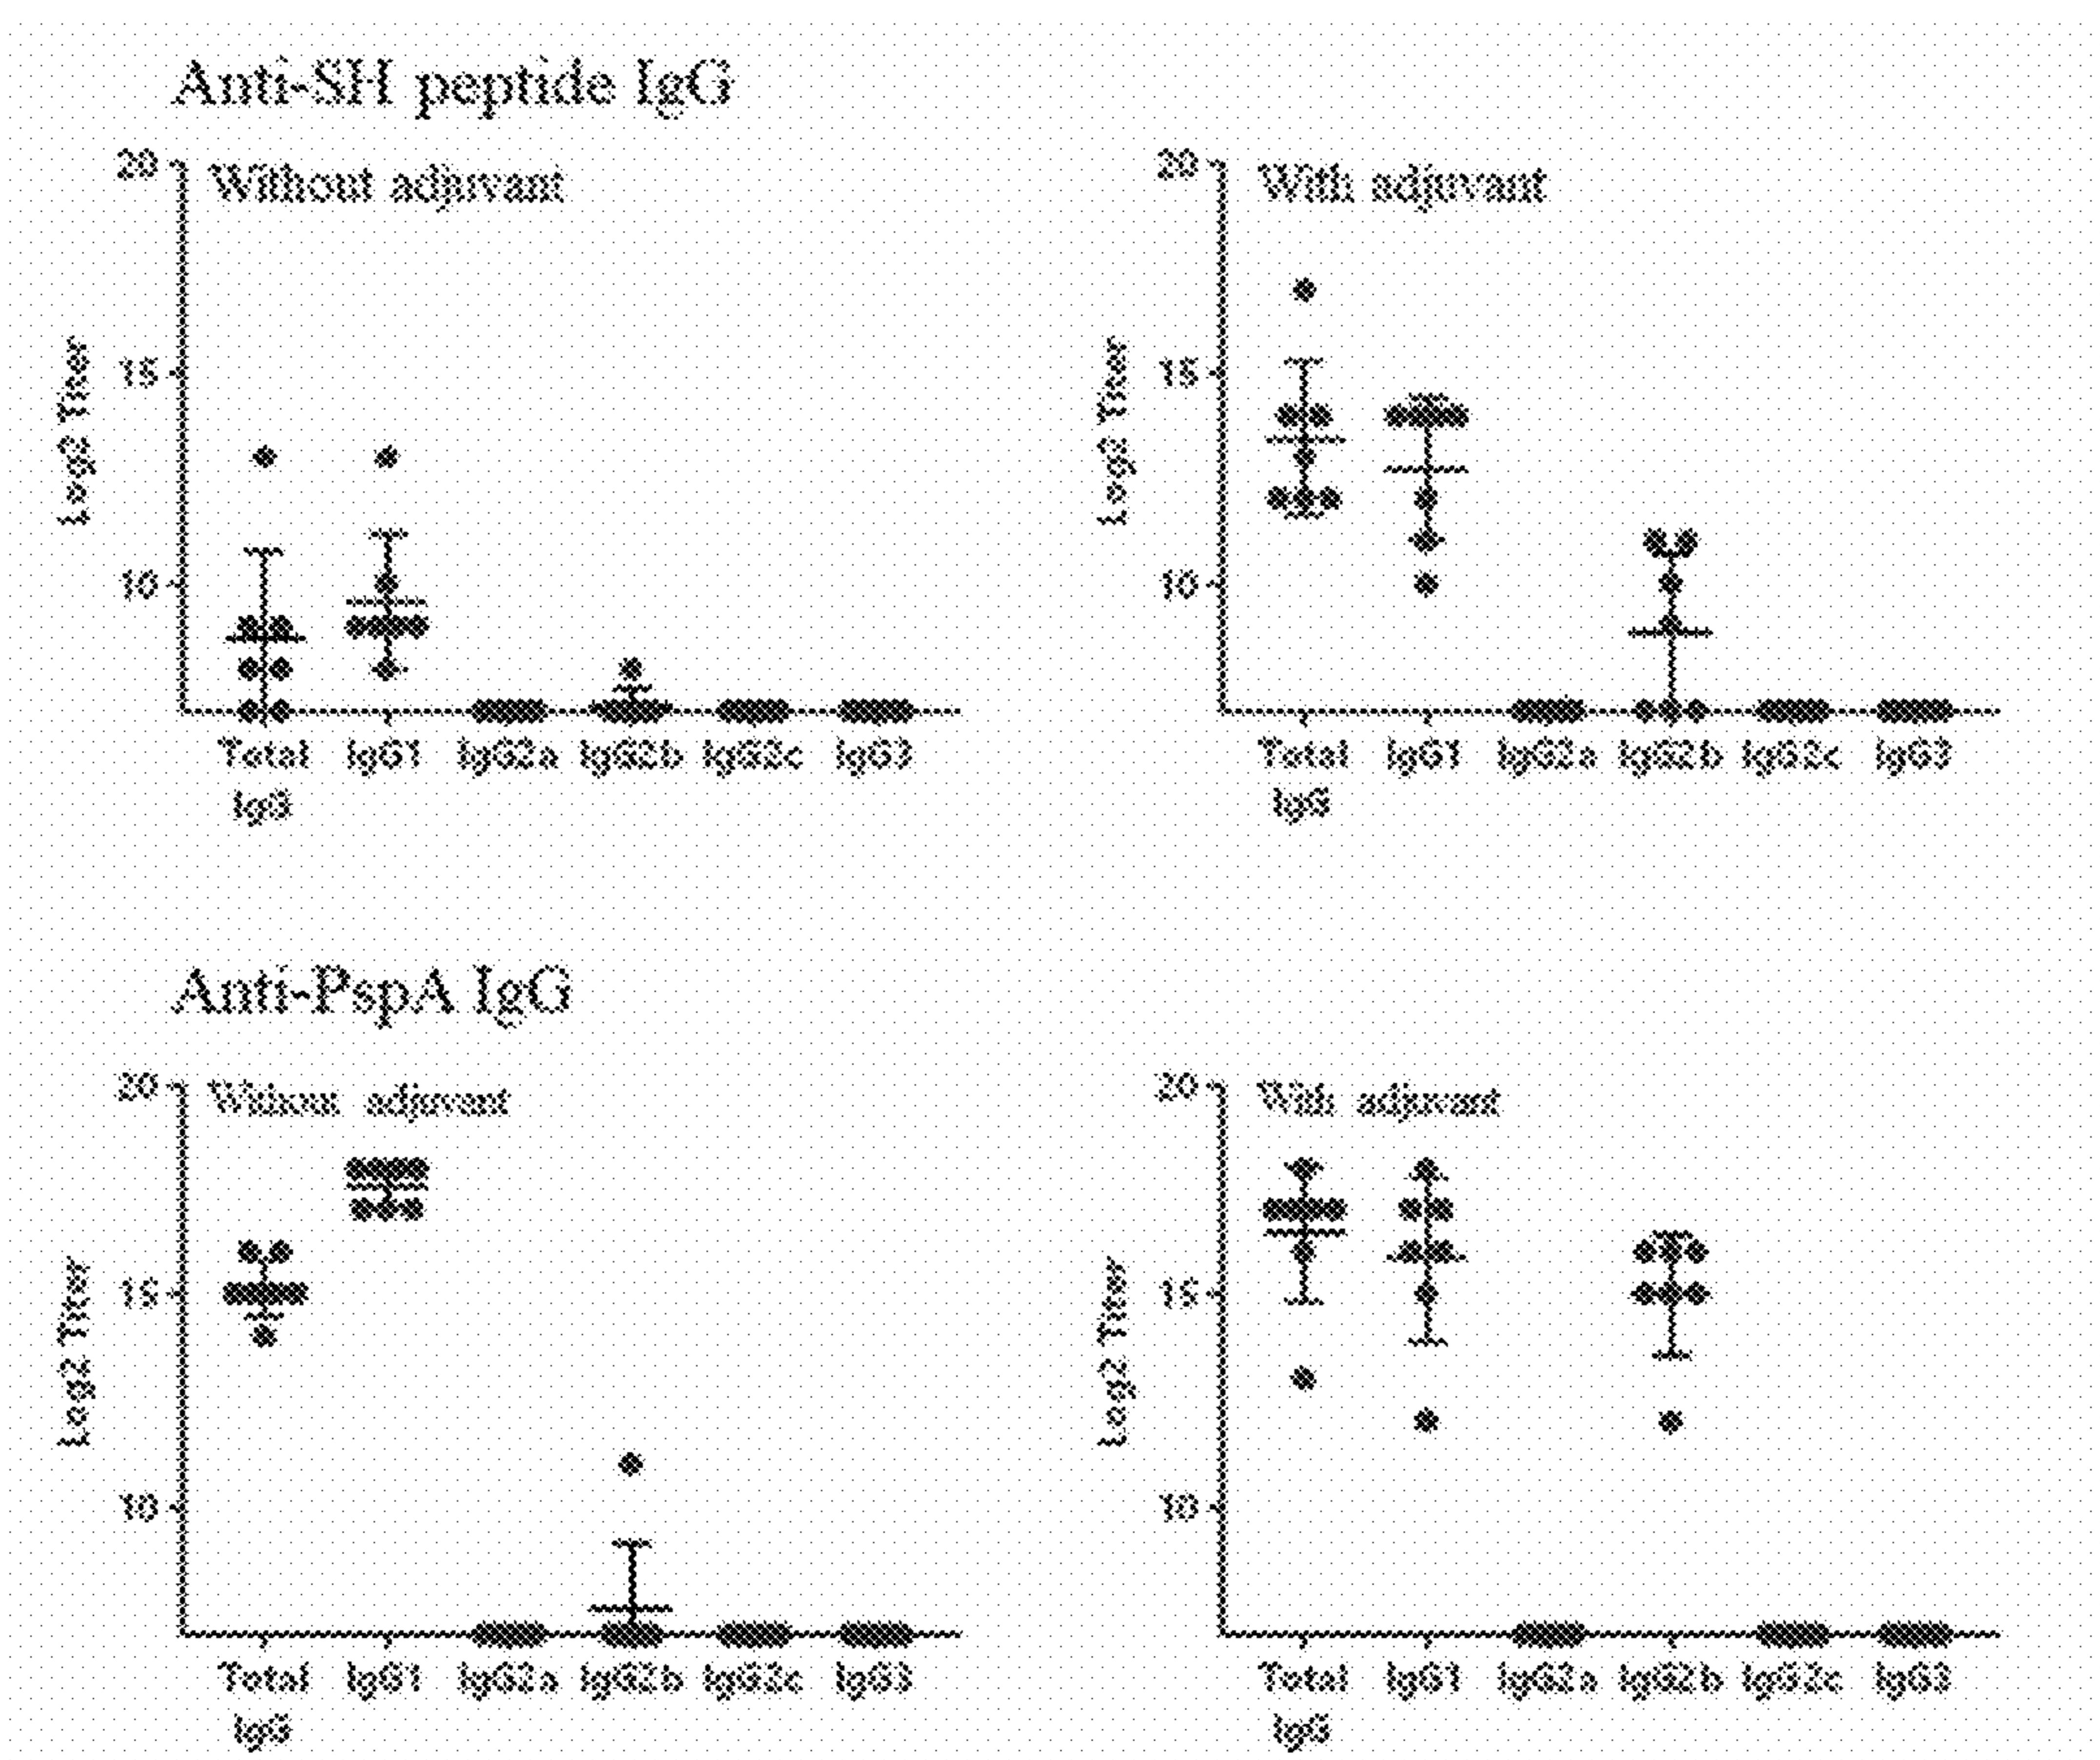 Anti-SH peptide IgG
Without adjuvant
20
15
10
Log2 Titer
Total IgG1 IgG2a IgG2b IgG2c IgG3
IgG
With adjuvant
20
15
10
Log2 Titer
Total IgG1 IgG2a IgG2b IgG2c IgG3
IgG
Anti-PspA IgG
Without adjuvant
20
15
10
Log2 Titer
Total IgG1 IgG2a IgG2b IgG2c IgG3
IgG
With adjuvant
20
15
10
Log2 Titer
Total IgG1 IgG2a IgG2b IgG2c IgG3
IgG